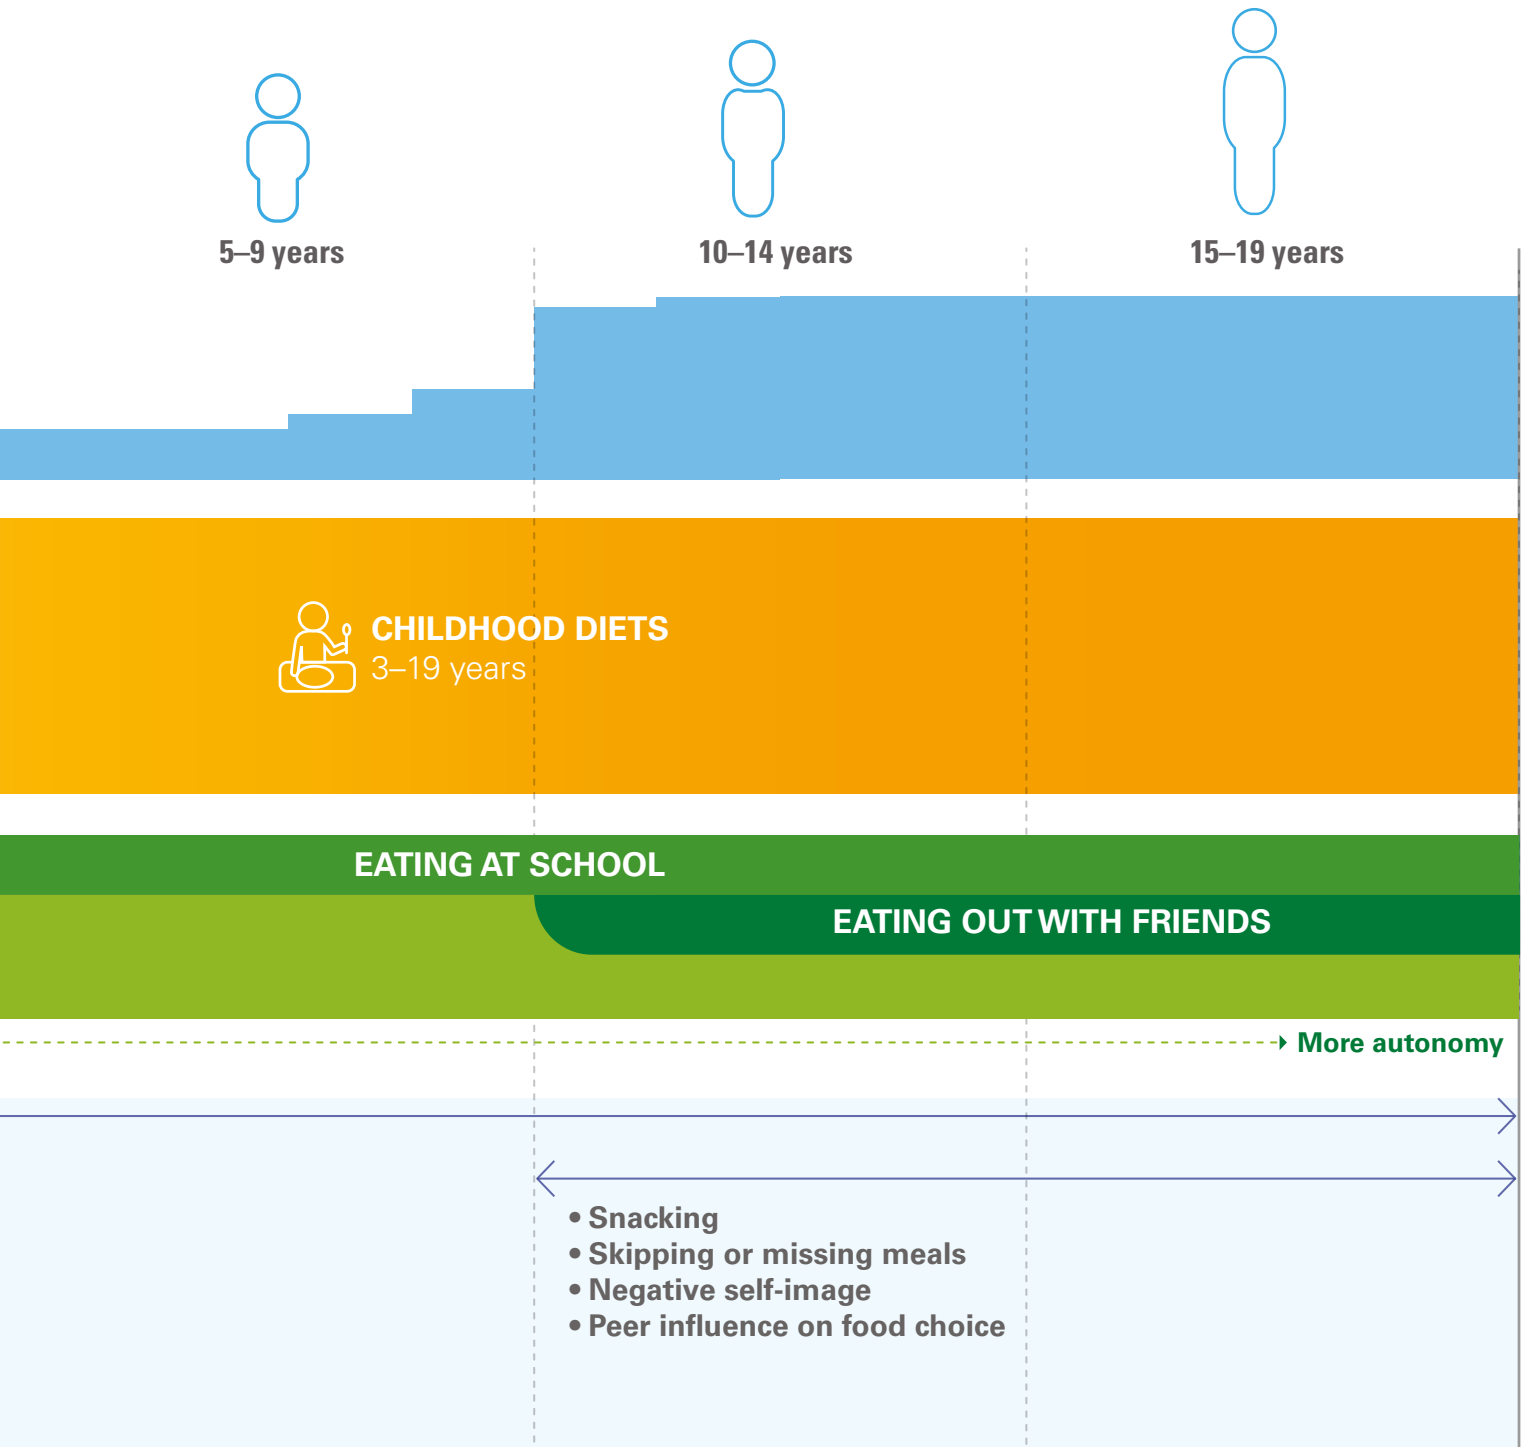 5–9 years
10–14 years
15–19 years
CHILDHOOD DIETS
3–19 years
EATING AT SCHOOL
EATING OUT WITH FRIENDS
More autonomy
• Snacking
• Skipping or missing meals
• Negative self-image
• Peer influence on food choice